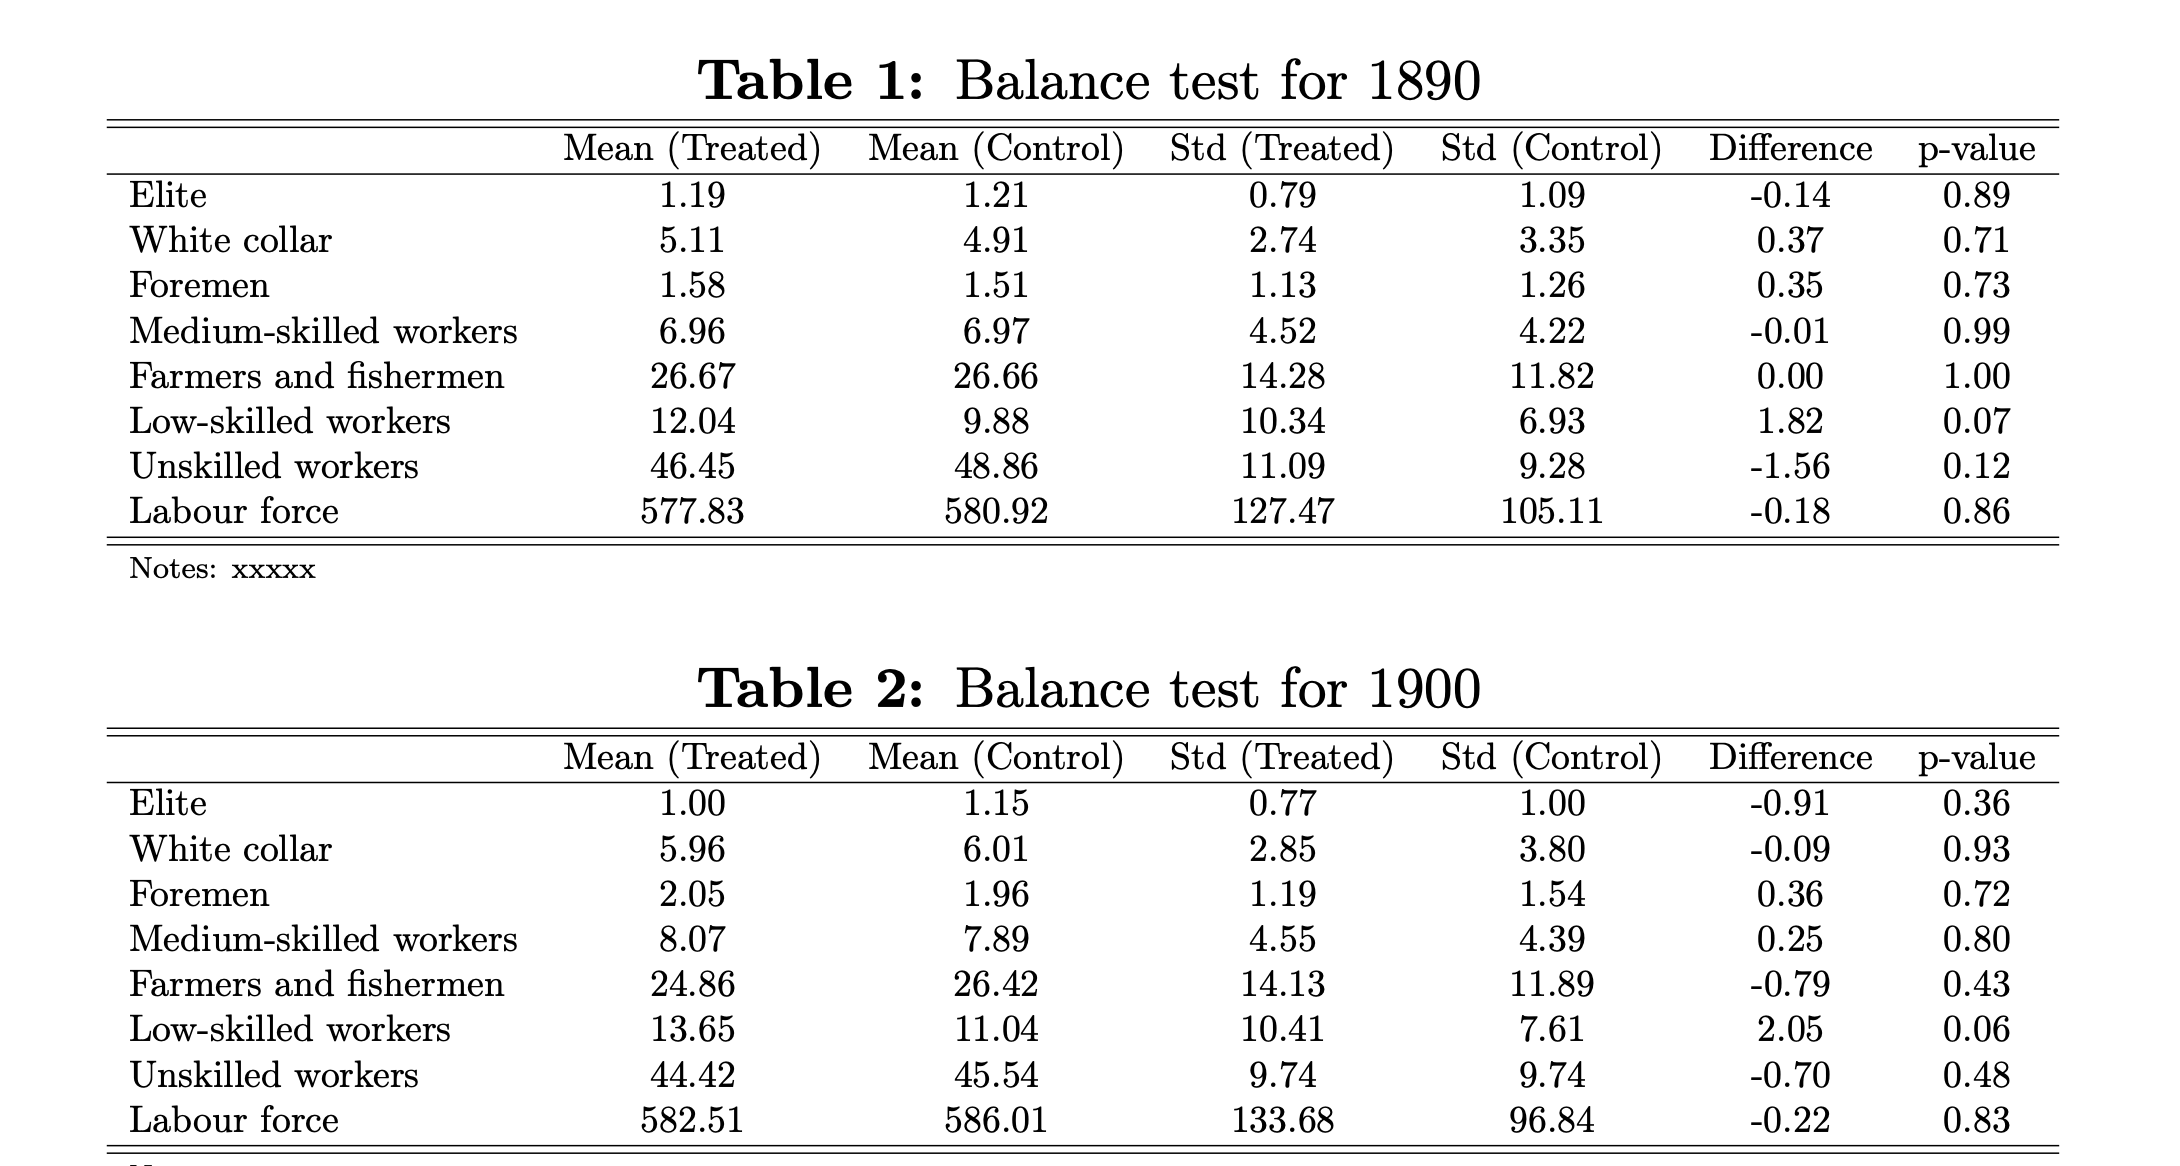 Table 1: Balance test for 1890
Mean (Treated) Mean (Control) Std (Treated) Std (Control) Difference p-value
Elite 1.19 1.21 0.79 1.09 -0.14 0.89
White collar 5.11 4.91 2.74 3.35 0.37 0.71
Foremen 1.58 1.51 1.13 1.26 0.35 0.73
Medium-skilled workers 6.96 6.97 4.52 4.22 -0.01 0.99
Farmers and fishermen 26.67 26.66 14.28 11.82 0.00 1.00
Low-skilled workers 12.04 9.88 10.34 6.93 1.82 0.07
Unskilled workers 46.45 48.86 11.09 9.28 -1.56 0.12
Labour force 577.83 580.92 127.47 105.11 -0.18 0.86
Notes: xxxxx
Table 2: Balance test for 1900
Mean (Treated) Mean (Control) Std (Treated) Std (Control) Difference p-value
Elite 1.00 1.15 0.77 1.00 -0.91 0.36
White collar 5.96 6.01 2.85 3.80 -0.09 0.93
Foremen 2.05 1.96 1.19 1.54 0.36 0.72
Medium-skilled workers 8.07 7.89 4.55 4.39 0.25 0.80
Farmers and fishermen 24.86 26.42 14.13 11.89 -0.79 0.43
Low-skilled workers 13.65 11.04 10.41 7.61 2.05 0.06
Unskilled workers 44.42 45.54 9.74 9.74 -0.70 0.48
Labour force 582.51 586.01 133.68 96.84 -0.22 0.83